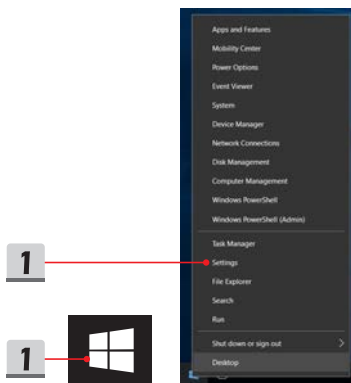 Apps and Features
Mobility Center
Power Options
Event Viewer
System
Device Manager
Network Connections
Disk Management
Computer Management
Windows PowerShell
Windows PowerShell (Admin)
Task Manager
1
Settings
File Explorer
Search
Run
1
Shut down or sign out
Desktop